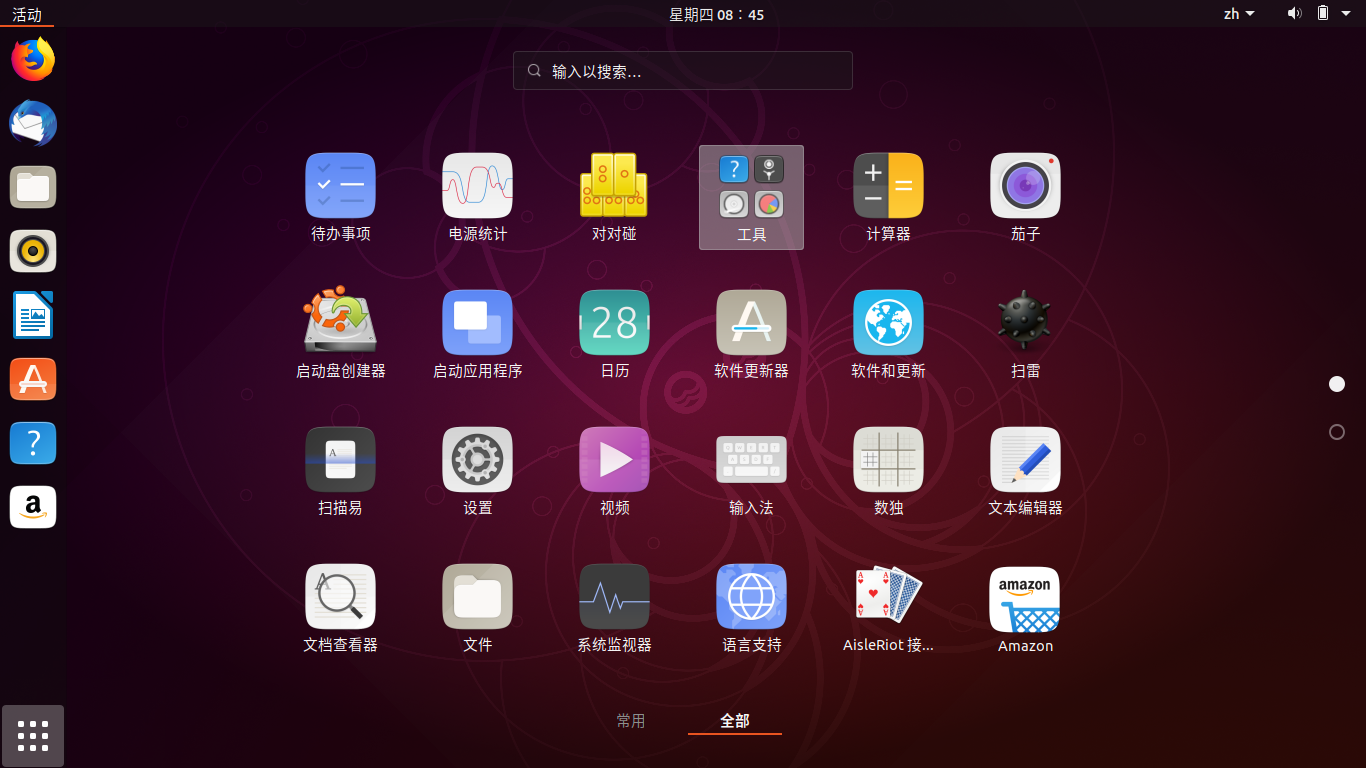 活动
星期四 08：45
zh
输入以搜索...
待办事项
电源统计
对对碰
工具
计算器
茄子
启动盘创建器
启动应用程序
28
日历
软件更新器
软件和更新
扫雷
扫描易
设置
视频
输入法
数独
文本编辑器
文档查看器
文件
系统监视器
语言支持
AisleRiot 接...
amazon
Amazon
常用
全部